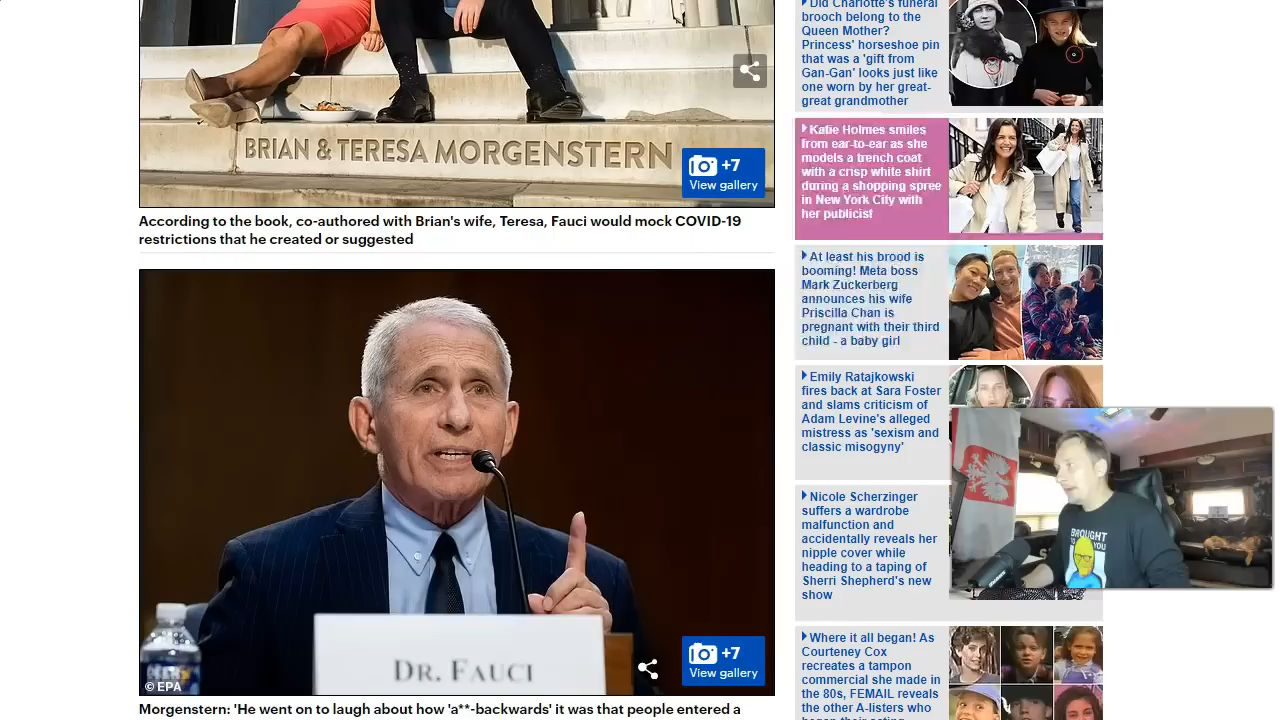 BRIAN & TERESA MORGENSTERN
+7
View gallery
According to the book, co-authored with Brian's wife, Teresa, Fauci would mock COVID-19
restrictions that he created or suggested
DR. FAUCI
© EPA
+7
View gallery
Morgenstern: 'He went on to laugh about how 'a**-backwards' it was that people entered a
Did Charlotte's funeral
brooch belong to the
Queen Mother?
Princess' horseshoe pin
that was a 'gift from
Gan-Gan' looks just like
one worn by her great-
great grandmother
Katie Holmes smiles
from ear-to-ear as she
models a trench coat
with a crisp white shirt
during a shopping spree
in New York City with
her publicist
At least his brood is
booming! Meta boss
Mark Zuckerberg
announces his wife
Priscilla Chan is
pregnant with their third
child - a baby girl
Emily Ratajkowski
fires back at Sara Foster
and slams criticism of
Adam Levine's alleged
mistress as 'sexism and
classic misogyny'
Nicole Scherzinger
suffers a wardrobe
malfunction and
accidentally reveals her
nipple cover while
heading to a taping of
Sherri Shepherd's new
show
Where it all began! As
Courteney Cox
recreates a tampon
commercial she made in
the 80s, FEMAIL reveals
the other A-listers who
began their acting
BROUGHT
YOU